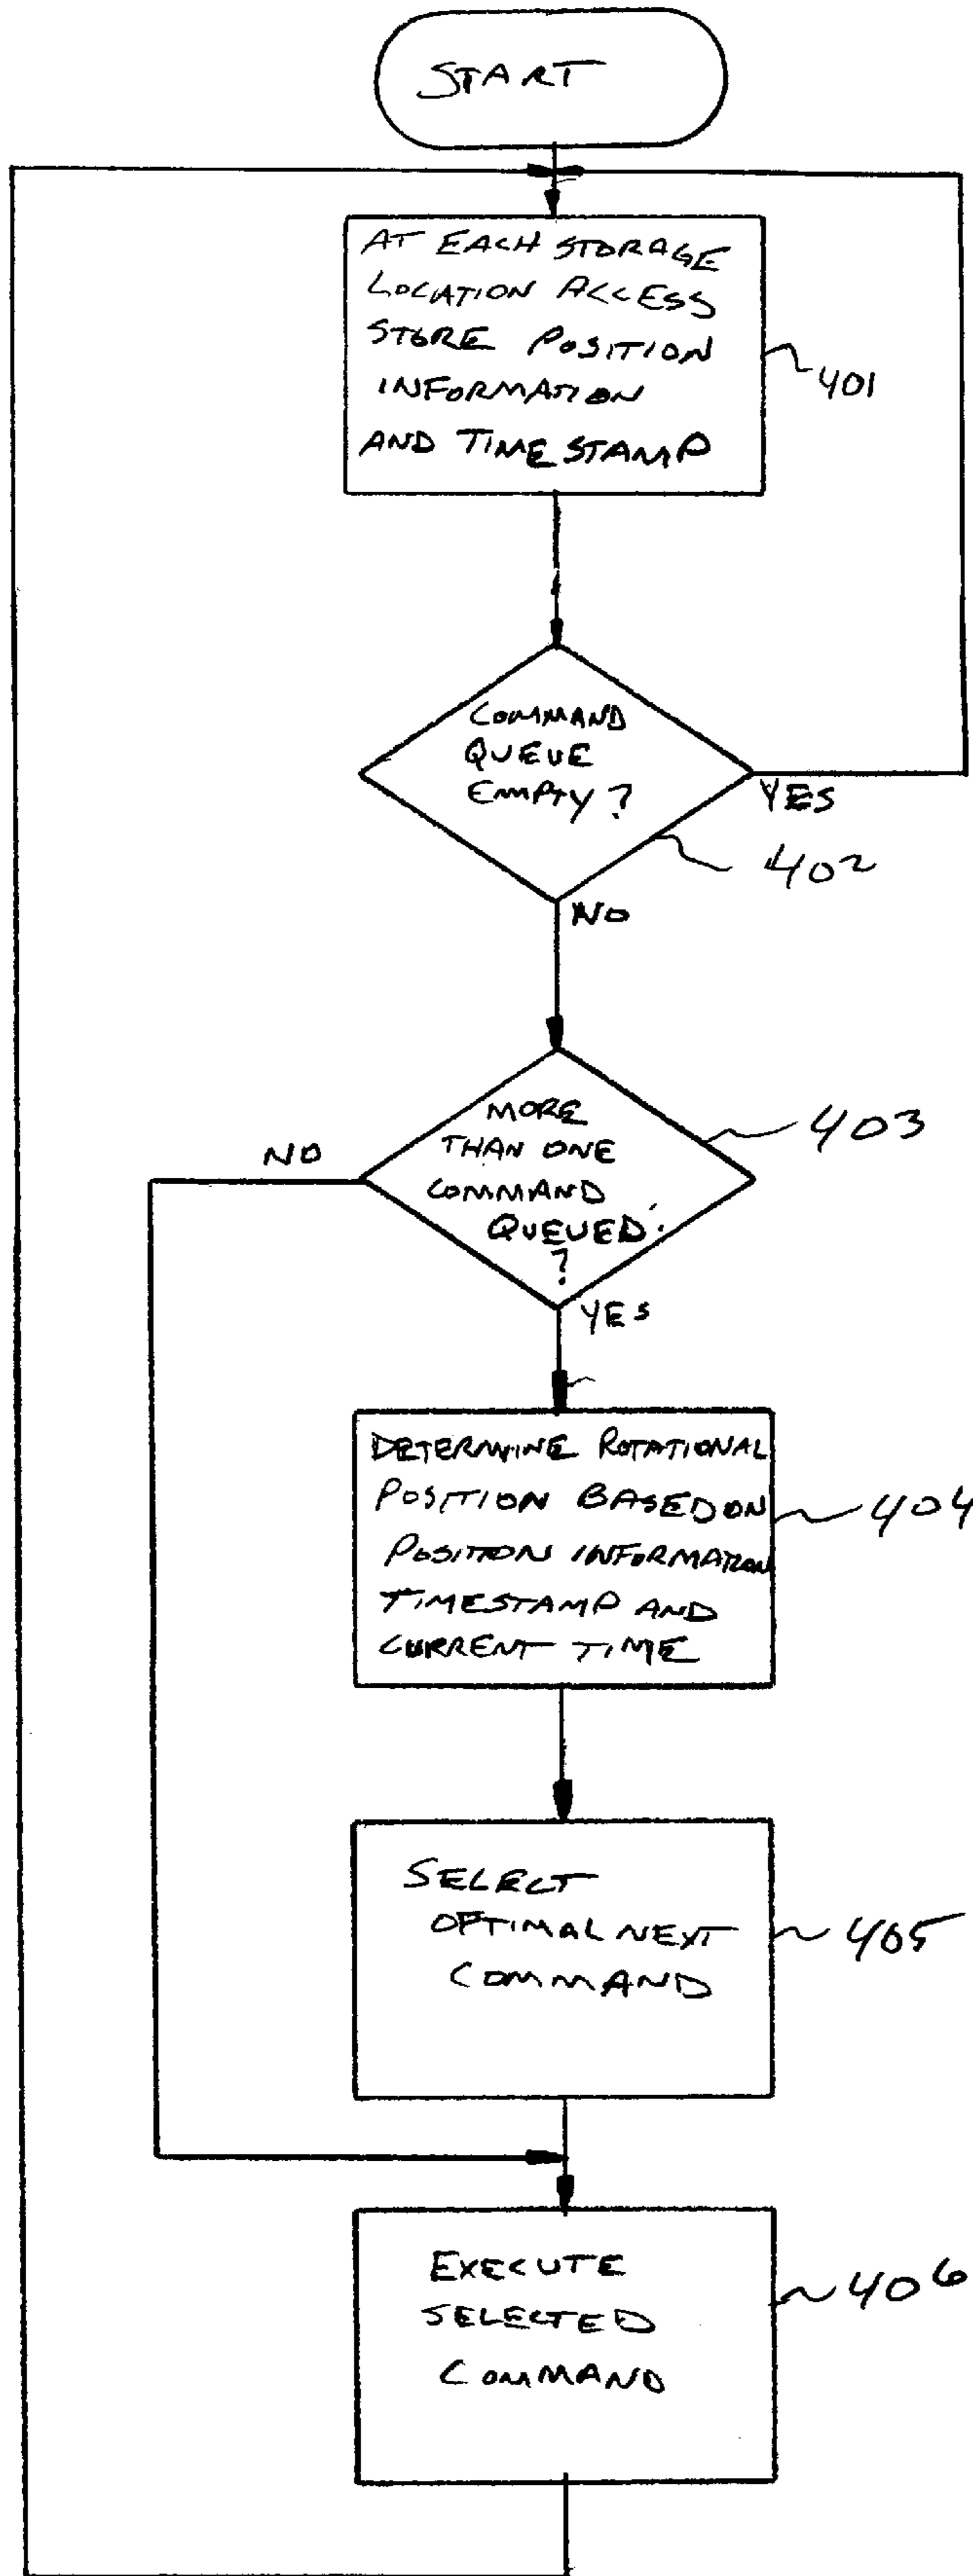 START
AT EACH STORAGE
LOCATION ACCESS
STORE POSITION
INFORMATION
AND TIMESTAMP
401
COMMAND
QUEUE
EMPTY?
YES
402
NO
MORE
THAN ONE
COMMAND
QUEUED
?
403
NO
YES
DETERMINE ROTATIONAL
POSITION BASED ON
POSITION INFORMATION
TIMESTAMP AND
CURRENT TIME
404
SELECT
OPTIMAL NEXT
COMMAND
405
EXECUTE
SELECTED
COMMAND
406